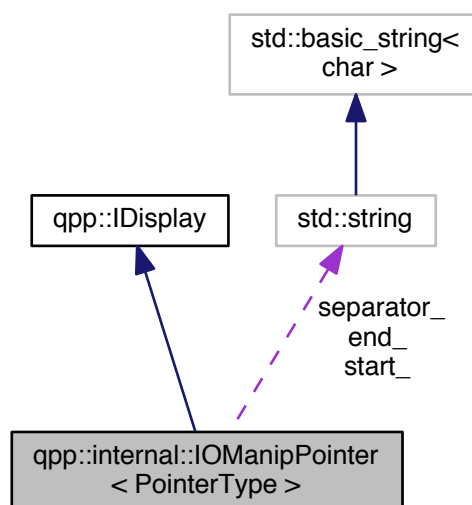 std::basic_string<
char >
qpp::IDisplay
std::string
separator_
end_
start_
qpp::internal::IOManipPointer
< PointerType >